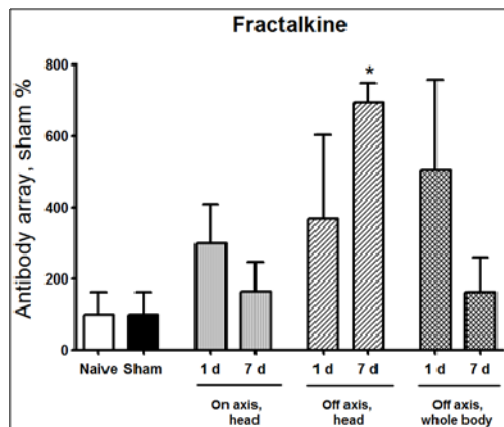 Fractalkine
Antibody array, sham %
800
600
400
200
0
*
Naive Sham 1 d 7 d 1 d 7 d 1 d 7 d
On axis, Off axis, Off axis,
head head whole body